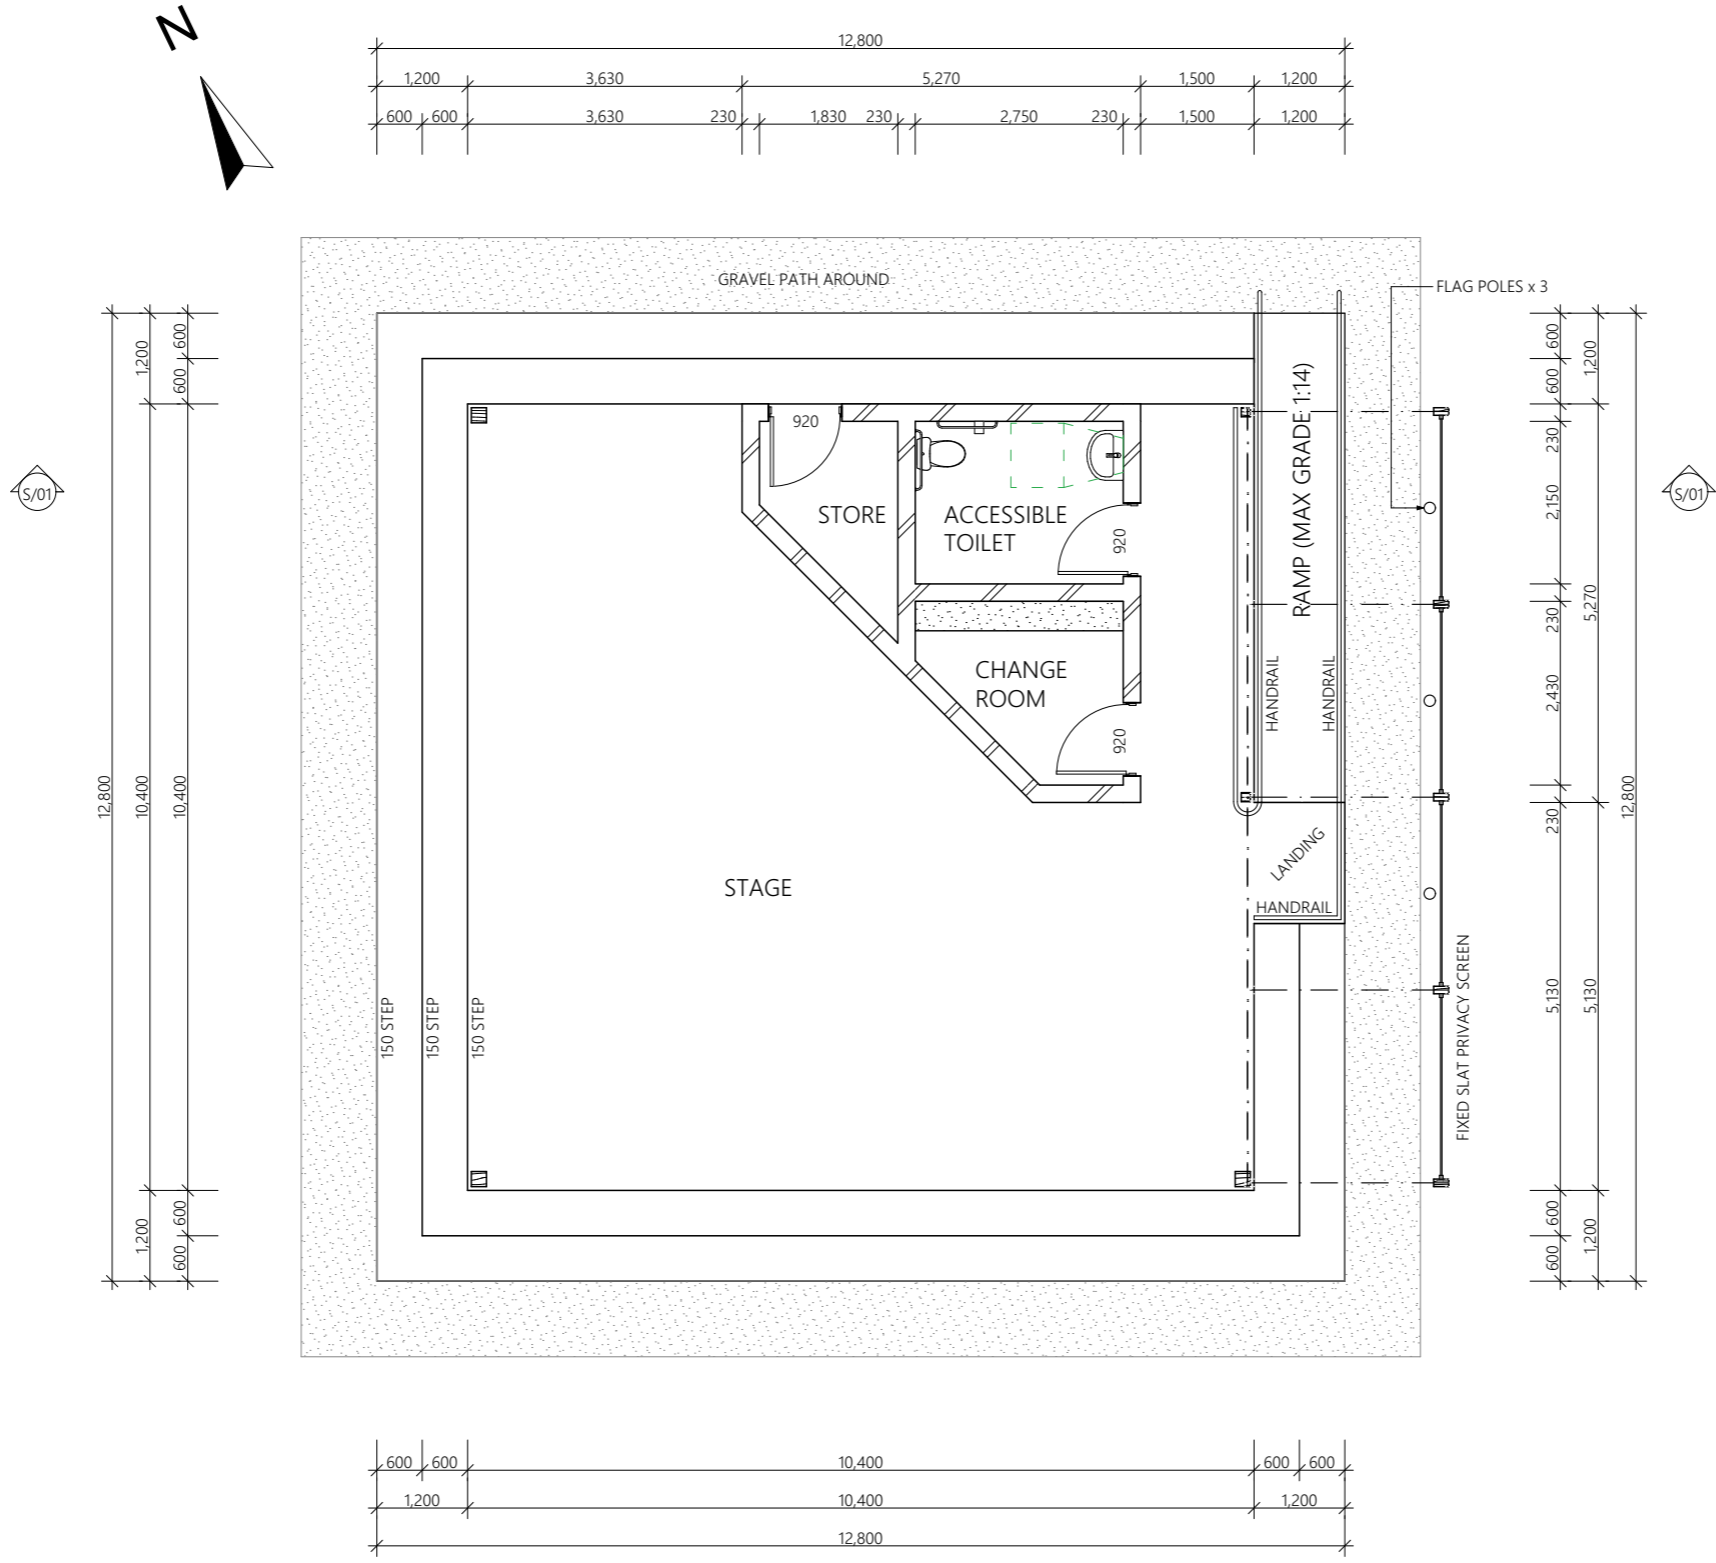 N
12,800
1,200 3,630 5,270 1,500 1,200
600 600 3,630 230 1,830 230 2,750 230 1,500 1,200
GRAVEL PATH AROUND
FLAG POLES x 3
12,800
1,200
10,400
1,200
600
600
10,400
600
600
S/01
920
STORE
ACCESSIBLE
TOILET
920
CHANGE
ROOM
920
RAMP (MAX GRADE 1:14)
HANDRAIL
HANDRAIL
LANDING
HANDRAIL
STAGE
150 STEP
150 STEP
150 STEP
FIXED SLAT PRIVACY SCREEN
600
600
230
2,150
230
2,430
230
5,130
600
600
1,200
5,270
5,130
1,200
12,800
S/01
600 600 10,400 600 600
1,200 10,400 1,200
12,800